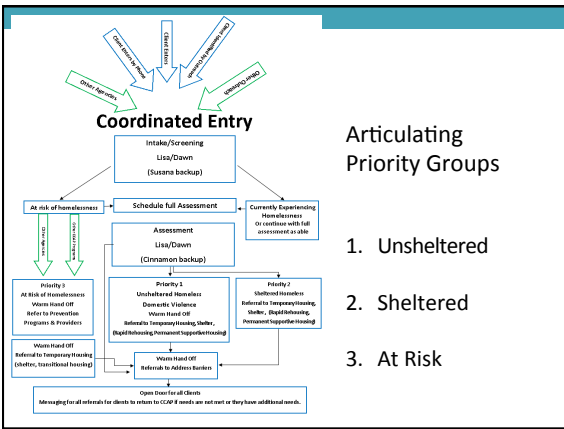 Other Agencies
Client Enters by Phone
Client Enters
Client Identified by Outreach
Other Outreach
Coordinated Entry
Intake/Screening
Lisa/Dawn
(Susana backup)
At risk of homelessness
Schedule full Assessment
Currently Experiencing
Homelessness
Or continue with full
assessment as able
Other Agencies
Other CCAP Programs
Assessment
Lisa/Dawn
(Cinnamon backup)
Priority 3
At Risk of Homelessness
Warm Hand Off
Refer to Prevention
Programs & Providers
Priority 1
Unsheltered Homeless
Domestic Violence
Warm Hand Off
Referral to Temporary Housing, Shelter,
(Rapid Rehousing, Permanent Supportive Housing)
Priority 2
Sheltered Homeless
Referral to Temporary Housing,
Shelter, (Rapid Rehousing,
Permanent Supportive Housing)
Warm Hand Off
Referral to Temporary Housing
(shelter, transitional housing)
Warm Hand Off
Referrals to Address Barriers
Open Door for all Clients
Messaging for all referrals for clients to return to CCAP if needs are not met or they have additional needs.
Articulating
Priority Groups
1. Unsheltered
2. Sheltered
3. At Risk